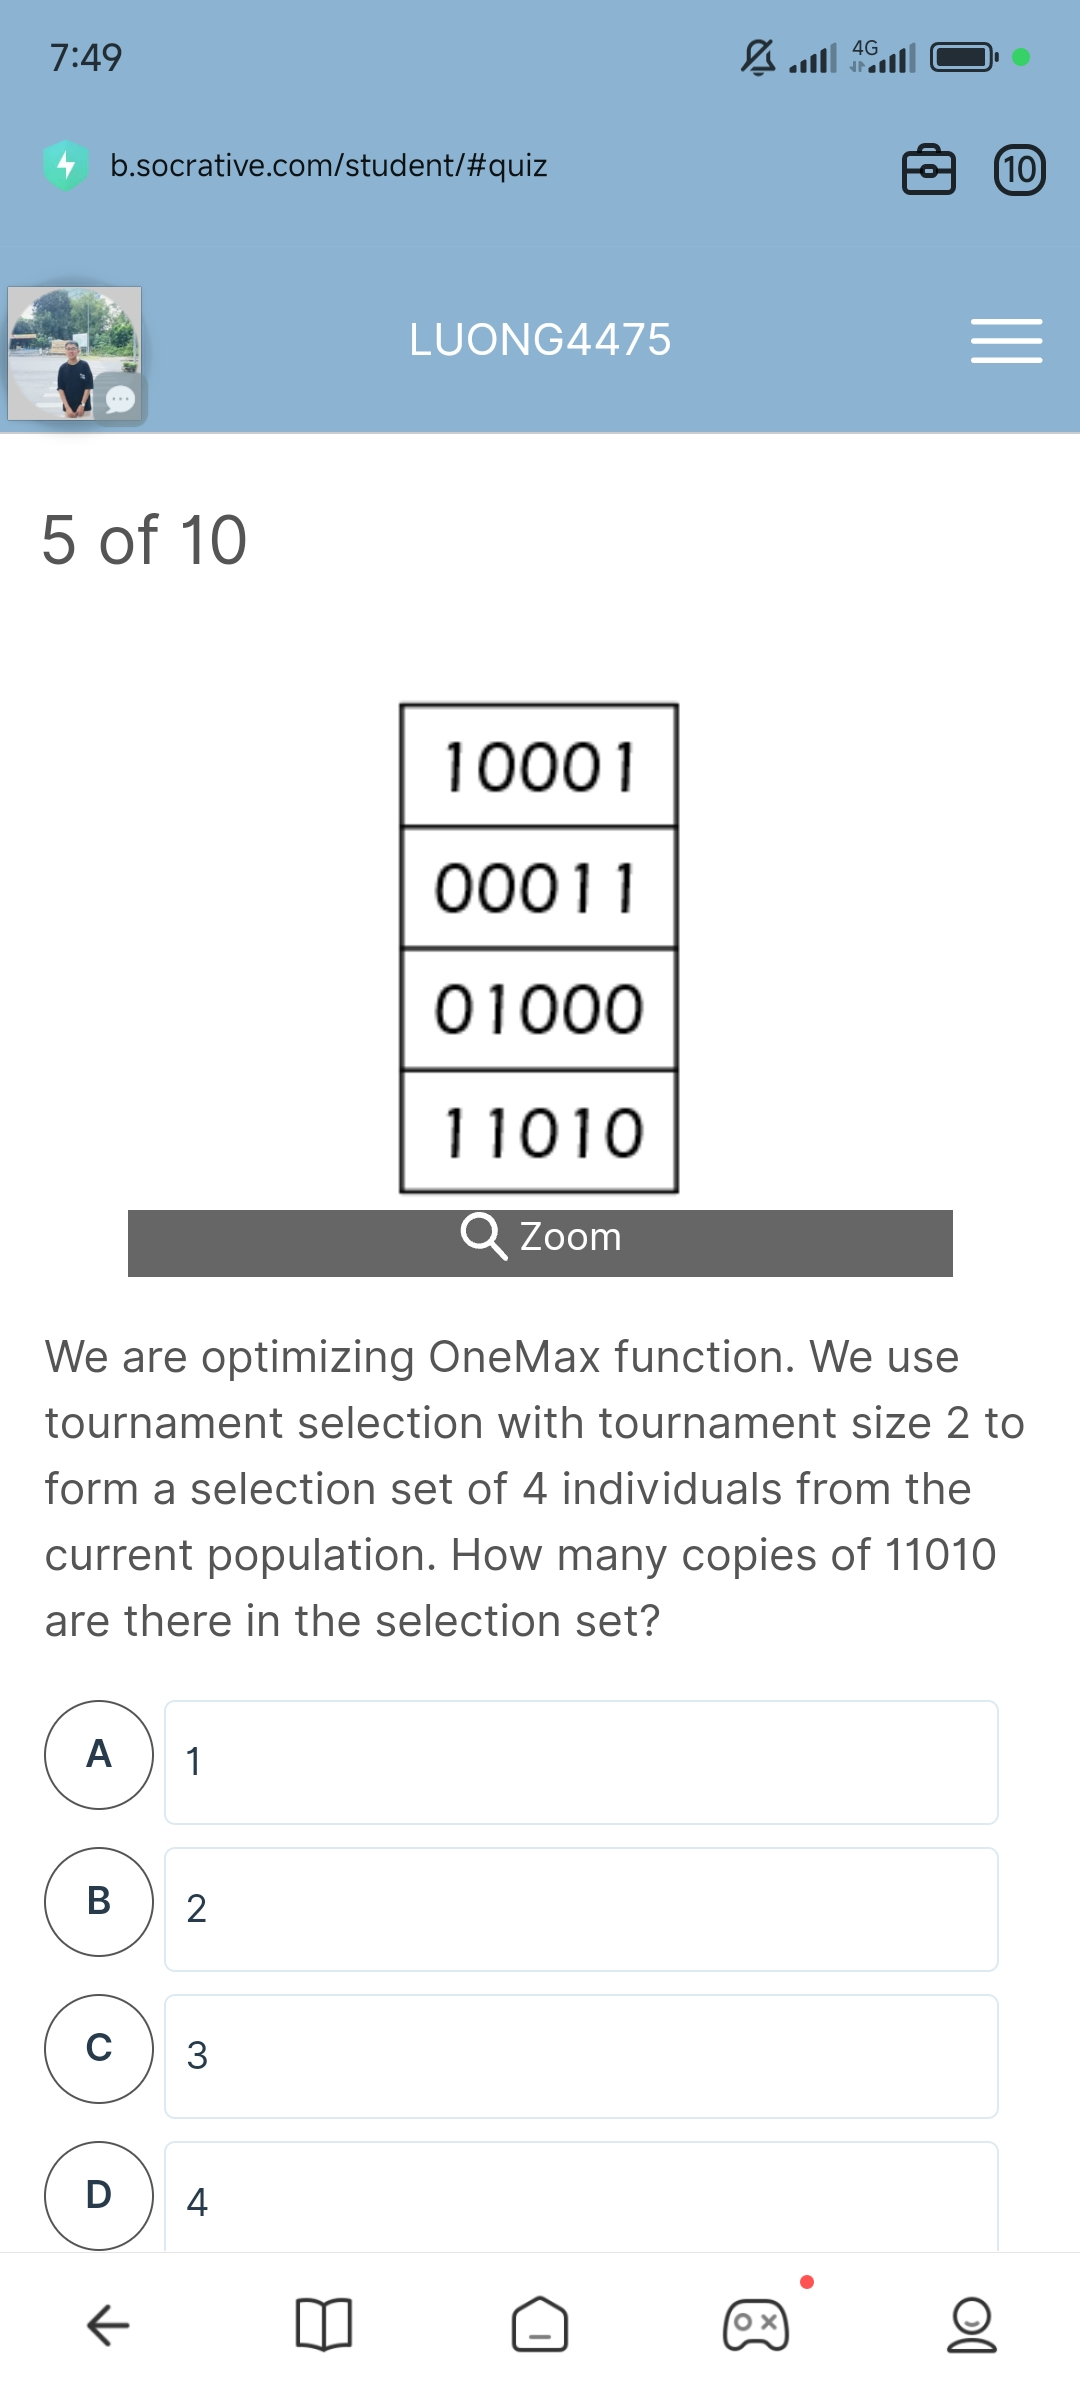 7:49
4G
b.socrative.com/student/#quiz
10
LUONG4475
5 of 10
10001
00011
01000
11010
Zoom
We are optimizing OneMax function. We use
tournament selection with tournament size 2 to
form a selection set of 4 individuals from the
current population. How many copies of 11010
are there in the selection set?
A
1
B
2
C
3
D
4